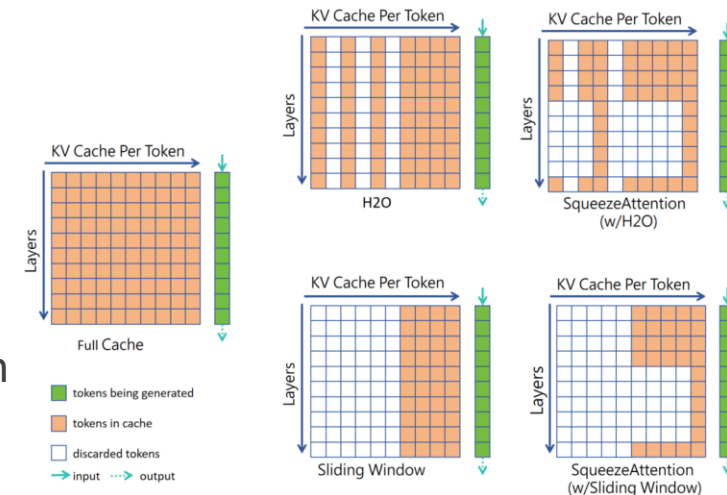 KV Cache Per Token
Layers
Full Cache
n
tokens being generated
tokens in cache
discarded tokens
input
output
KV Cache Per Token
Layers
H2O
KV Cache Per Token
Layers
SqueezeAttention
(w/H2O)
KV Cache Per Token
Layers
Sliding Window
KV Cache Per Token
Layers
SqueezeAttention
(w/Sliding Window)